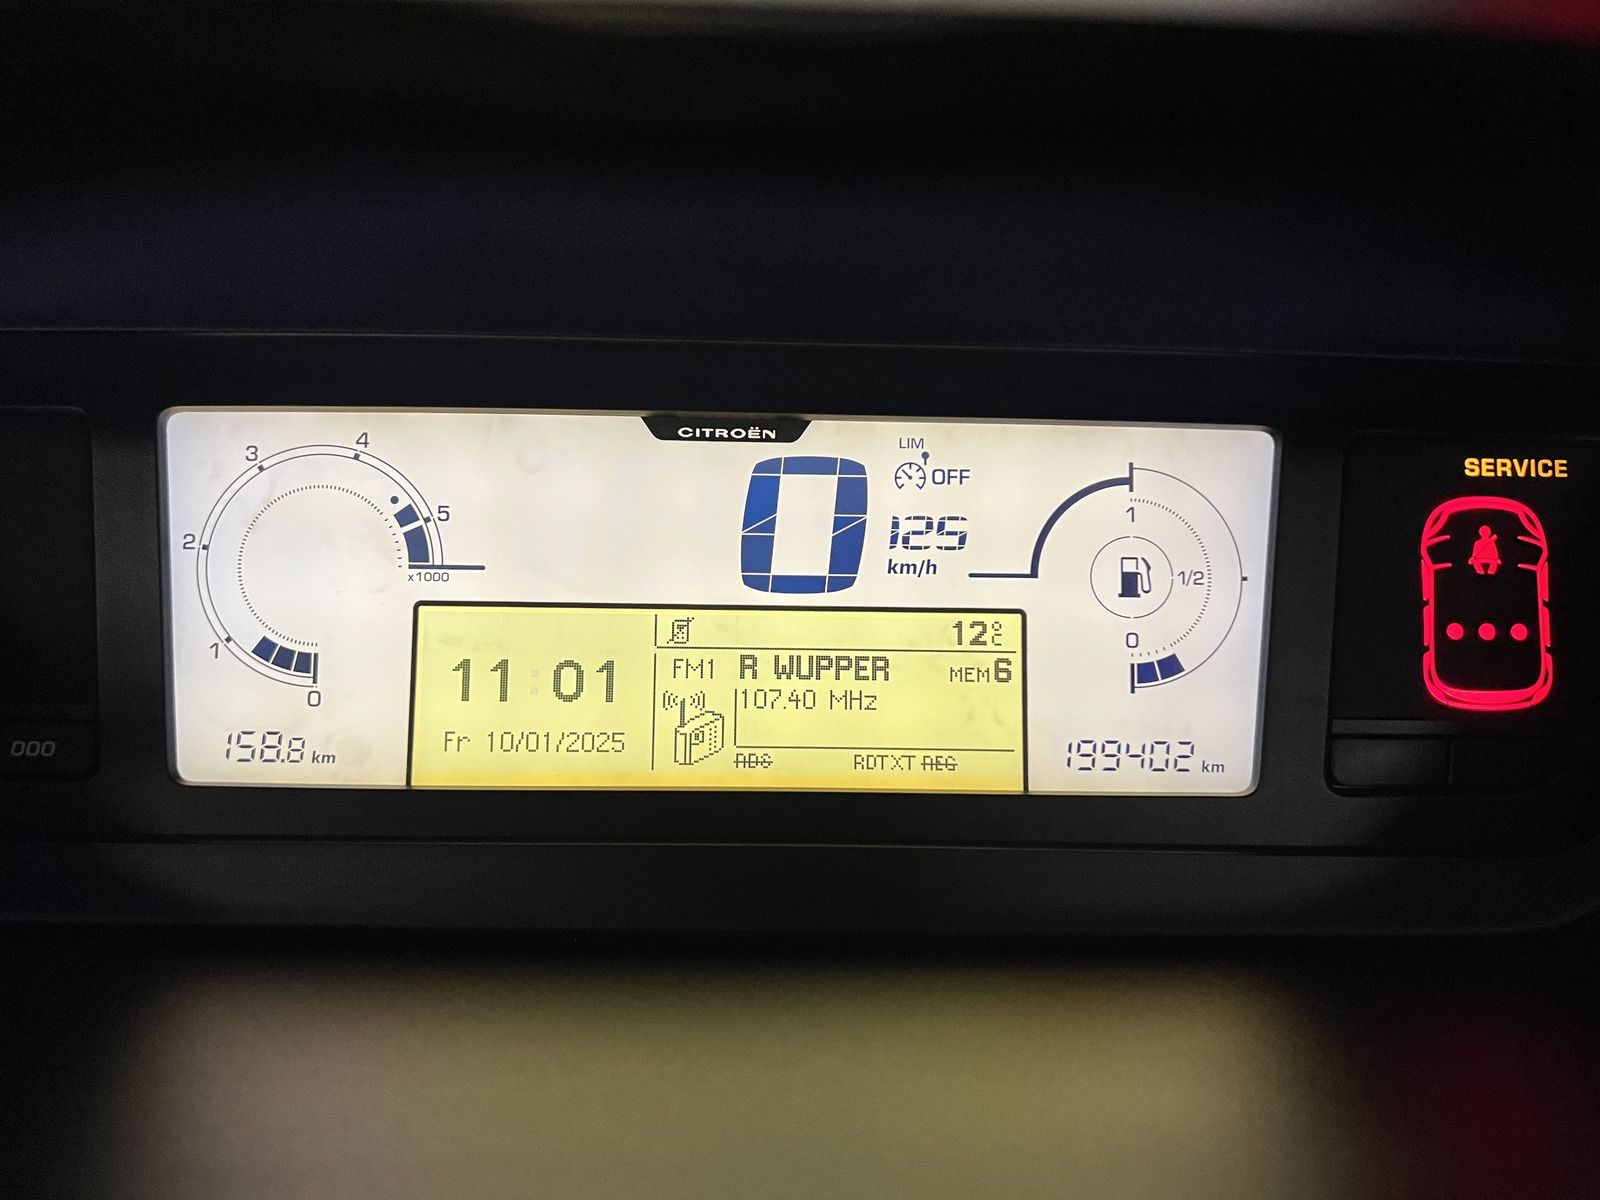 CITROËN
SERVICE
LIM
OFF
125
km/h
0
4
3
5
2
x1000
1
0
1
1/2
0
11:01
Fr 10/01/2025
12°C
FM1 R WUPPER MEM6
107.40 MHz
ADC RDTXT REG
158.8 km
199402 km
000